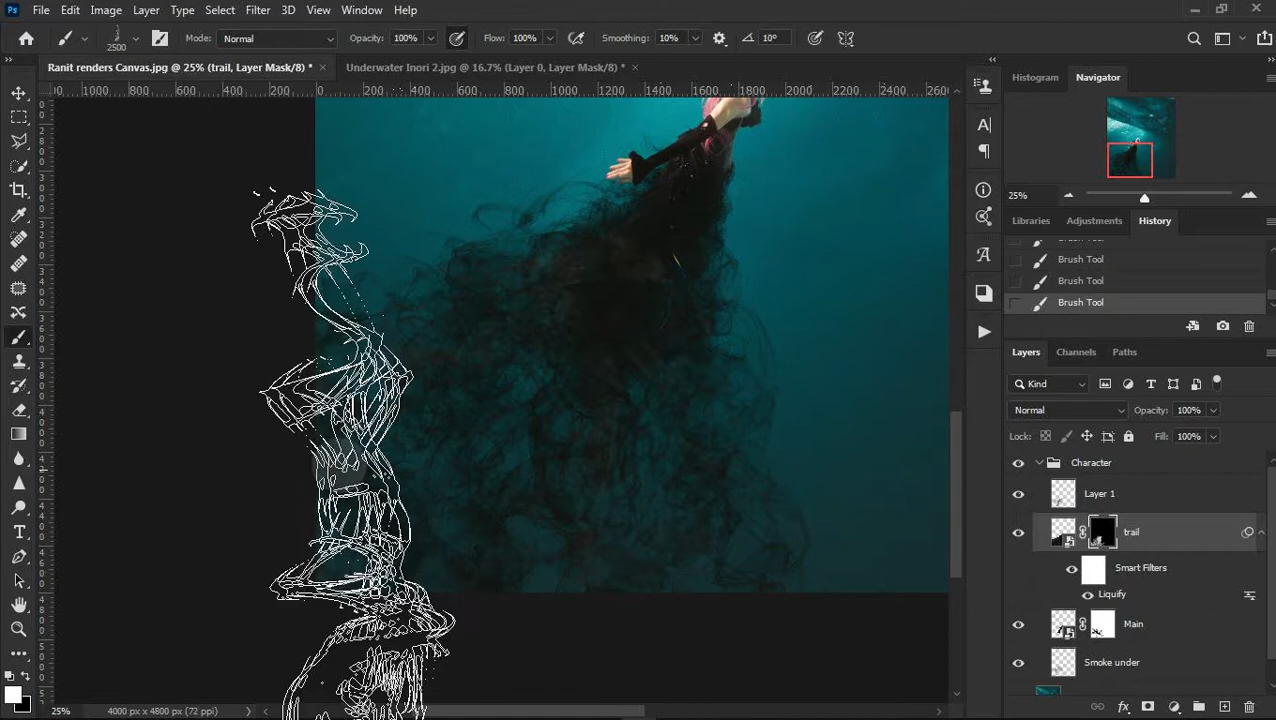 Ps File Edit Image Layer Type Select Filter 3D View Window Help
2500 Mode: Normal Opacity: 100% Flow: 100% Smoothing: 10% 10°
Ranit renders Canvas.jpg @ 25% (trail, Layer Mask/8) * Underwater Inori 2.jpg @ 16.7% (Layer 0, Layer Mask/8) *
1000 800 600 400 200 0 200 400 600 800 1000 1200 1400 1600 1800 2000 2200 2400 2600
Histogram Navigator
25%
Libraries Adjustments History
Brush Tool
Brush Tool
Brush Tool
Layers Channels Paths
Kind
Normal Opacity: 100%
Lock: Fill: 100%
Character
Layer 1
trail
Smart Filters
Liquify
Main
Smoke under
25% 4000 px x 4800 px (72 ppi)